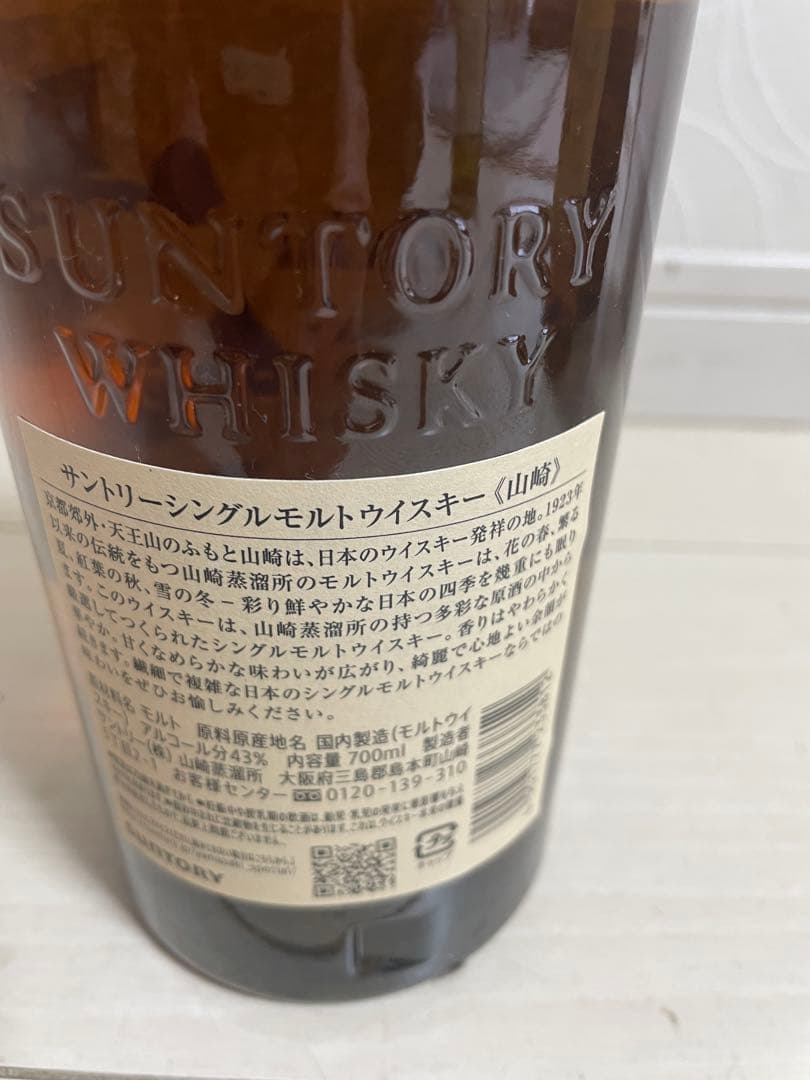 SUNTORY
WHISKY
サントリーシングルモルトウイスキー《山崎》
京都郊外・天王山のふもと山崎は、日本のウイスキー発祥の地。1923年
以来の伝統をもつ山崎蒸溜所のモルトウイスキーは、花の春、繁る
夏、紅葉の秋、雪の冬－彩り鮮やかな日本の四季を幾重にも眠り
ます。このウイスキーは、山崎蒸溜所の持つ多彩な原酒の中から
厳選してつくられたシングルモルトウイスキー。香りはやわらかく
華やか。甘くなめらかな味わいが広がり、綺麗で心地よい余韻が
続きます。繊細で複雑な日本のシングルモルトウイスキーならではの
味わいをぜひお愉しみください。
原材料名 モルト 原料原産地名 国内製造(モルトウイ
スキー) アルコール分43% 内容量 700ml 製造者
サントリー(株) 山崎蒸溜所 大阪府三島郡島本町山崎
5丁目2-1 お客様センター 0120-139-310
SUNTORY